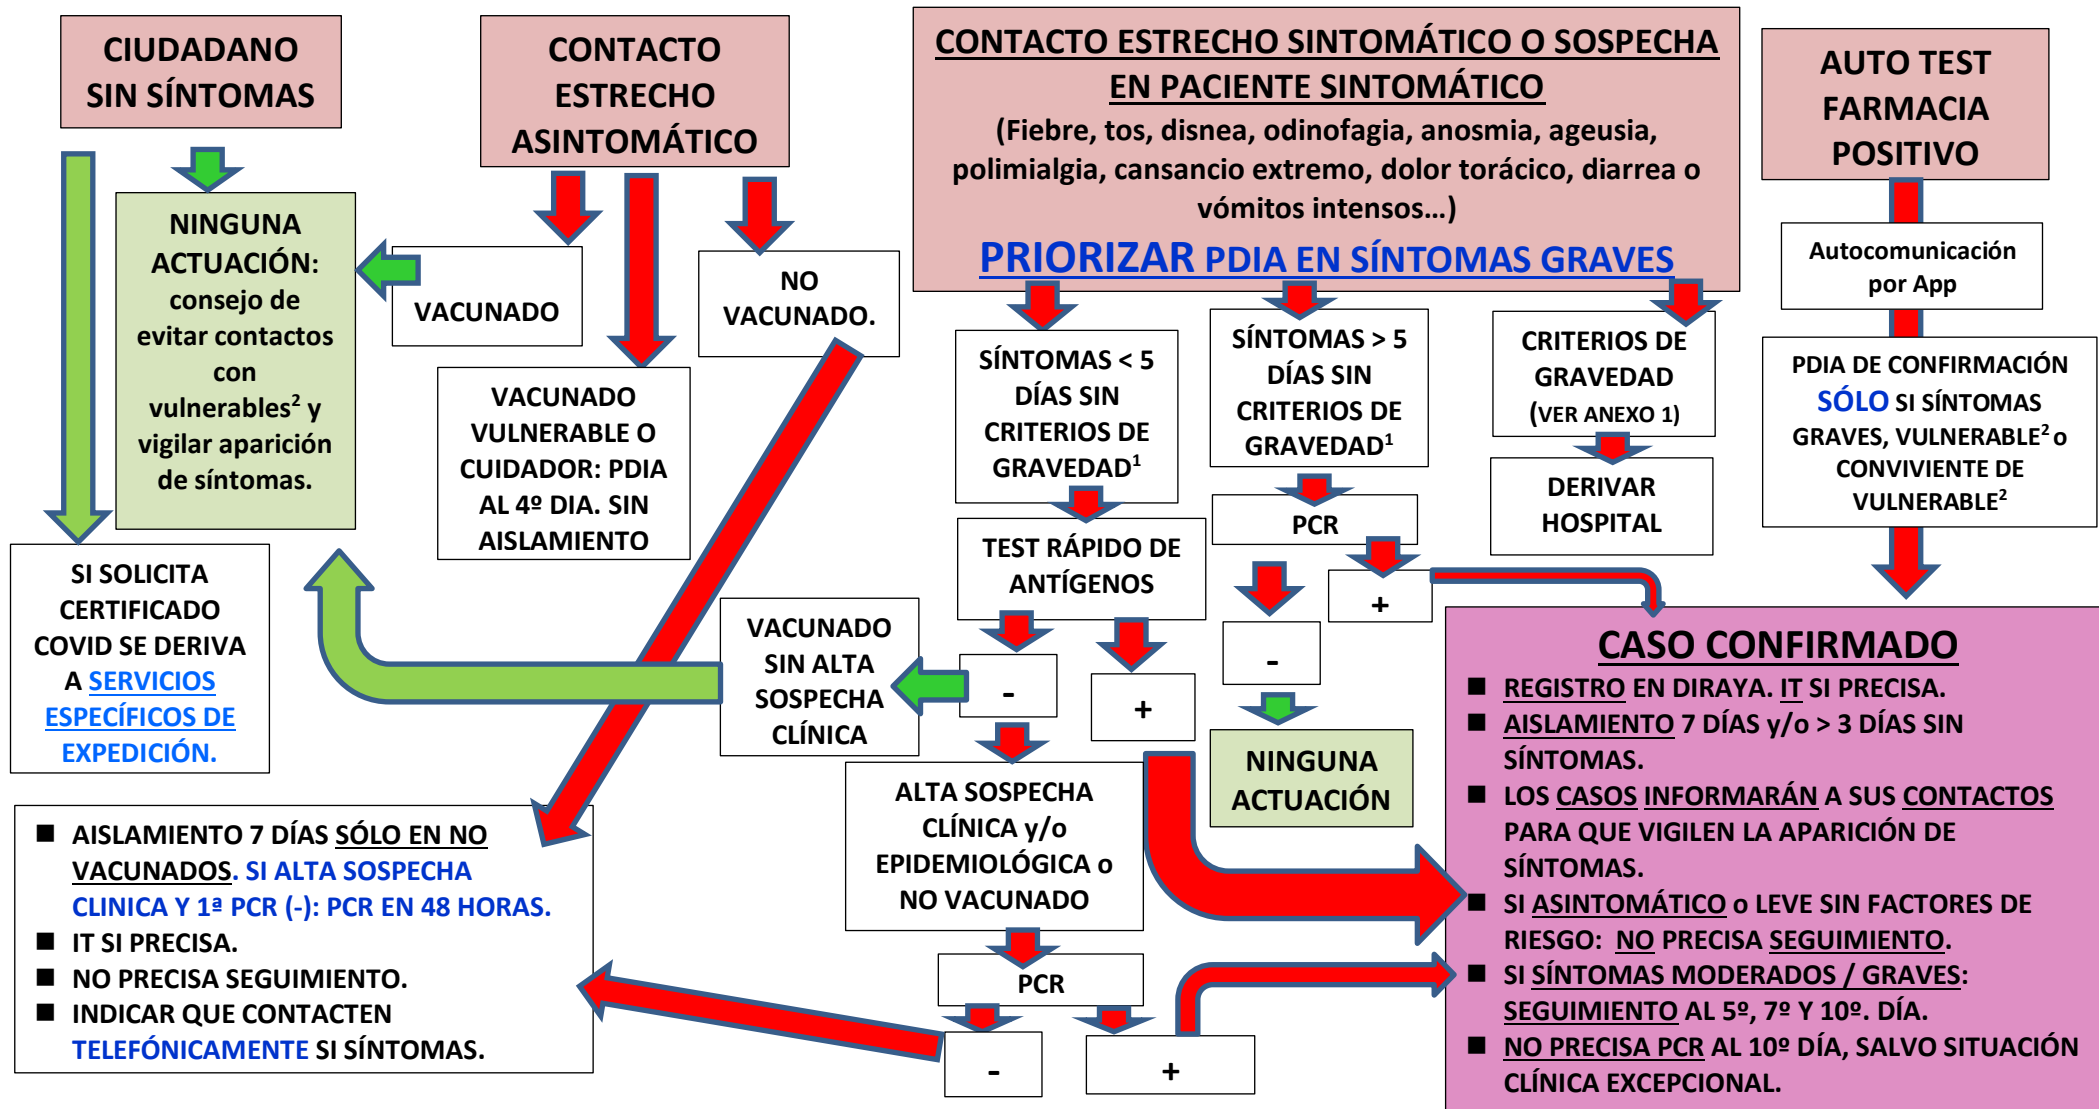 CIUDADANO
SIN SÍNTOMAS
CONTACTO
ESTRECHO
ASINTOMÁTICO
CONTACTO ESTRECHO SINTOMÁTICO O SOSPECHA
EN PACIENTE SINTOMÁTICO
(Fiebre, tos, disnea, odinofagia, anosmia, ageusia,
polimialgia, cansancio extremo, dolor torácico, diarrea o
vómitos intensos...)
PRIORIZAR PDIA EN SÍNTOMAS GRAVES
AUTO TEST
FARMACIA
POSITIVO
NINGUNA
ACTUACIÓN:
consejo de
evitar contactos
con
vulnerables² y
vigilar aparición
de síntomas.
VACUNADO
NO
VACUNADO.
Autocomunicación
por App
VACUNADO
VULNERABLE O
CUIDADOR: PDIA
AL 4º DIA. SIN
AISLAMIENTO
SÍNTOMAS < 5
DÍAS SIN
CRITERIOS DE
GRAVEDAD¹
SÍNTOMAS > 5
DÍAS SIN
CRITERIOS DE
GRAVEDAD¹
CRITERIOS DE
GRAVEDAD
(VER ANEXO 1)
PDIA DE CONFIRMACIÓN
SÓLO SI SÍNTOMAS
GRAVES, VULNERABLE² o
CONVIVIENTE DE
VULNERABLE²
DERIVAR
HOSPITAL
PCR
TEST RÁPIDO DE
ANTÍGENOS
SI SOLICITA
CERTIFICADO
COVID SE DERIVA
A SERVICIOS
ESPECÍFICOS DE
EXPEDICIÓN.
VACUNADO
SIN ALTA
SOSPECHA
CLÍNICA
-
+
-
+
NINGUNA
ACTUACIÓN
ALTA SOSPECHA
CLÍNICA y/o
EPIDEMIOLÓGICA o
NO VACUNADO
PCR
-
+
■ AISLAMIENTO 7 DÍAS SÓLO EN NO
VACUNADOS. SI ALTA SOSPECHA
CLINICA Y 1ª PCR (-): PCR EN 48 HORAS.
■ IT SI PRECISA.
■ NO PRECISA SEGUIMIENTO.
■ INDICAR QUE CONTACTEN
TELEFÓNICAMENTE SI SÍNTOMAS.
CASO CONFIRMADO
■ REGISTRO EN DIRAYA. IT SI PRECISA.
■ AISLAMIENTO 7 DÍAS y/o > 3 DÍAS SIN
SÍNTOMAS.
■ LOS CASOS INFORMARÁN A SUS CONTACTOS
PARA QUE VIGILEN LA APARICIÓN DE
SÍNTOMAS.
■ SI ASINTOMÁTICO o LEVE SIN FACTORES DE
RIESGO: NO PRECISA SEGUIMIENTO.
■ SI SÍNTOMAS MODERADOS / GRAVES:
SEGUIMIENTO AL 5º, 7º Y 10º. DÍA.
■ NO PRECISA PCR AL 10º DÍA, SALVO SITUACIÓN
CLÍNICA EXCEPCIONAL.